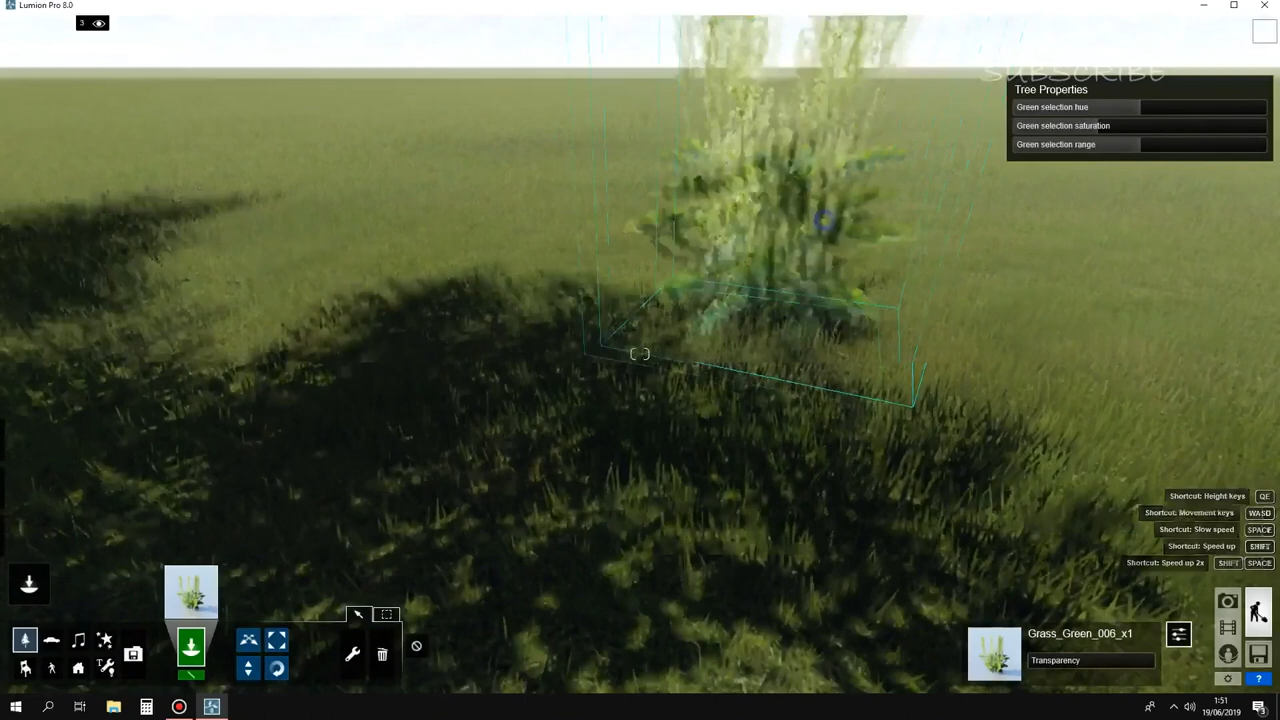 Lumion Pro 8.0
3
SUBSCRIBE
Tree Properties
Green selection hue
Green selection saturation
Green selection range
Shortcut: Height keys QE
Shortcut: Movement keys WASD
Shortcut: Slow speed SPACE
Shortcut: Speed up SHIFT
Shortcut: Speed up 2x SHIFT SPACE
Grass_Green_006_x1
Transparency
?
1:51
19/06/2019
3